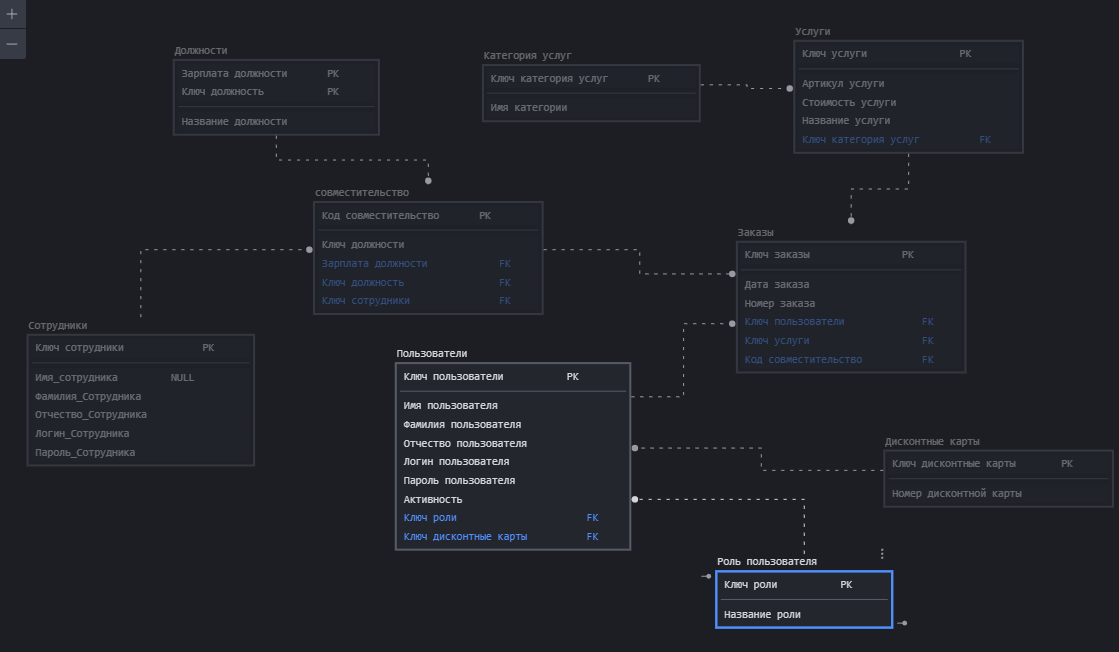 Должности
Зарплата должности PK
Ключ должность PK
Название должности
Категория услуг
Ключ категория услуг PK
Имя категории
Услуги
Ключ услуги PK
Артикул услуги
Стоимость услуги
Название услуги
Ключ категория услуг FK
совместительство
Код совместительство PK
Ключ должности
Зарплата должности FK
Ключ должность FK
Ключ сотрудники FK
Заказы
Ключ заказы PK
Дата заказа
Номер заказа
Ключ пользователи FK
Ключ услуги FK
Код совместительство FK
Сотрудники
Ключ сотрудники PK
Имя_сотрудника NULL
Фамилия_Сотрудника
Отчество_Сотрудника
Логин_Сотрудника
Пароль_Сотрудника
Пользователи
Ключ пользователи PK
Имя пользователя
Фамилия пользователя
Отчество пользователя
Логин пользователя
Пароль пользователя
Активность
Ключ роли FK
Ключ дисконтные карты FK
Дисконтные карты
Ключ дисконтные карты PK
Номер дисконтной карты
Роль пользователя
Ключ роли PK
Название роли